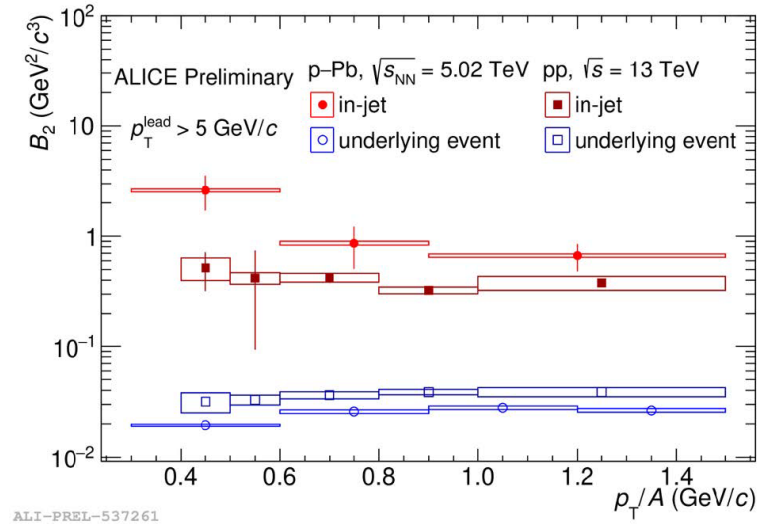 10²
10
1
10⁻¹
10⁻²
B₂ (GeV²/c³)
ALICE Preliminary
p_T^lead > 5 GeV/c
p–Pb, √s_NN = 5.02 TeV
in-jet
underlying event
pp, √s = 13 TeV
in-jet
underlying event
0.4 0.6 0.8 1.0 1.2 1.4
p_T/A (GeV/c)
ALI-PREL-537261